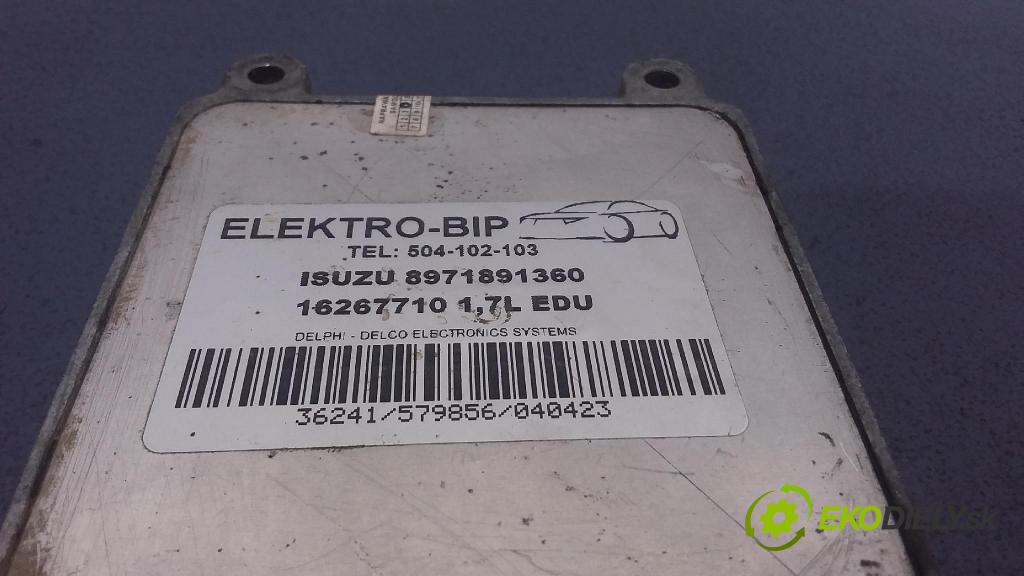 ELEKTRO-BIP
TEL: 504-102-103
ISUZU 8971891360
16267710 1,7L EDU
DELPHI - DELCO ELECTRONICS SYSTEMS
36241/579856/040423
EKODIELY.sk